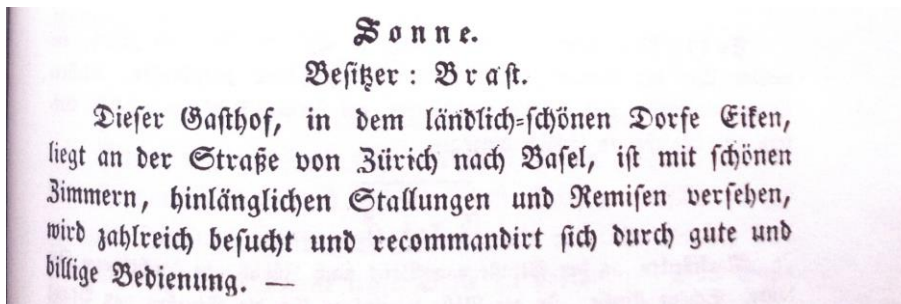 Sonne.
Besitzer: Brast.
Dieser Gasthof, in dem ländlich-schönen Dorfe Eiken,
liegt an der Straße von Zürich nach Basel, ist mit schönen
Zimmern, hinlänglichen Stallungen und Remisen versehen,
wird zahlreich besucht und recommandirt sich durch gute und
billige Bedienung. —